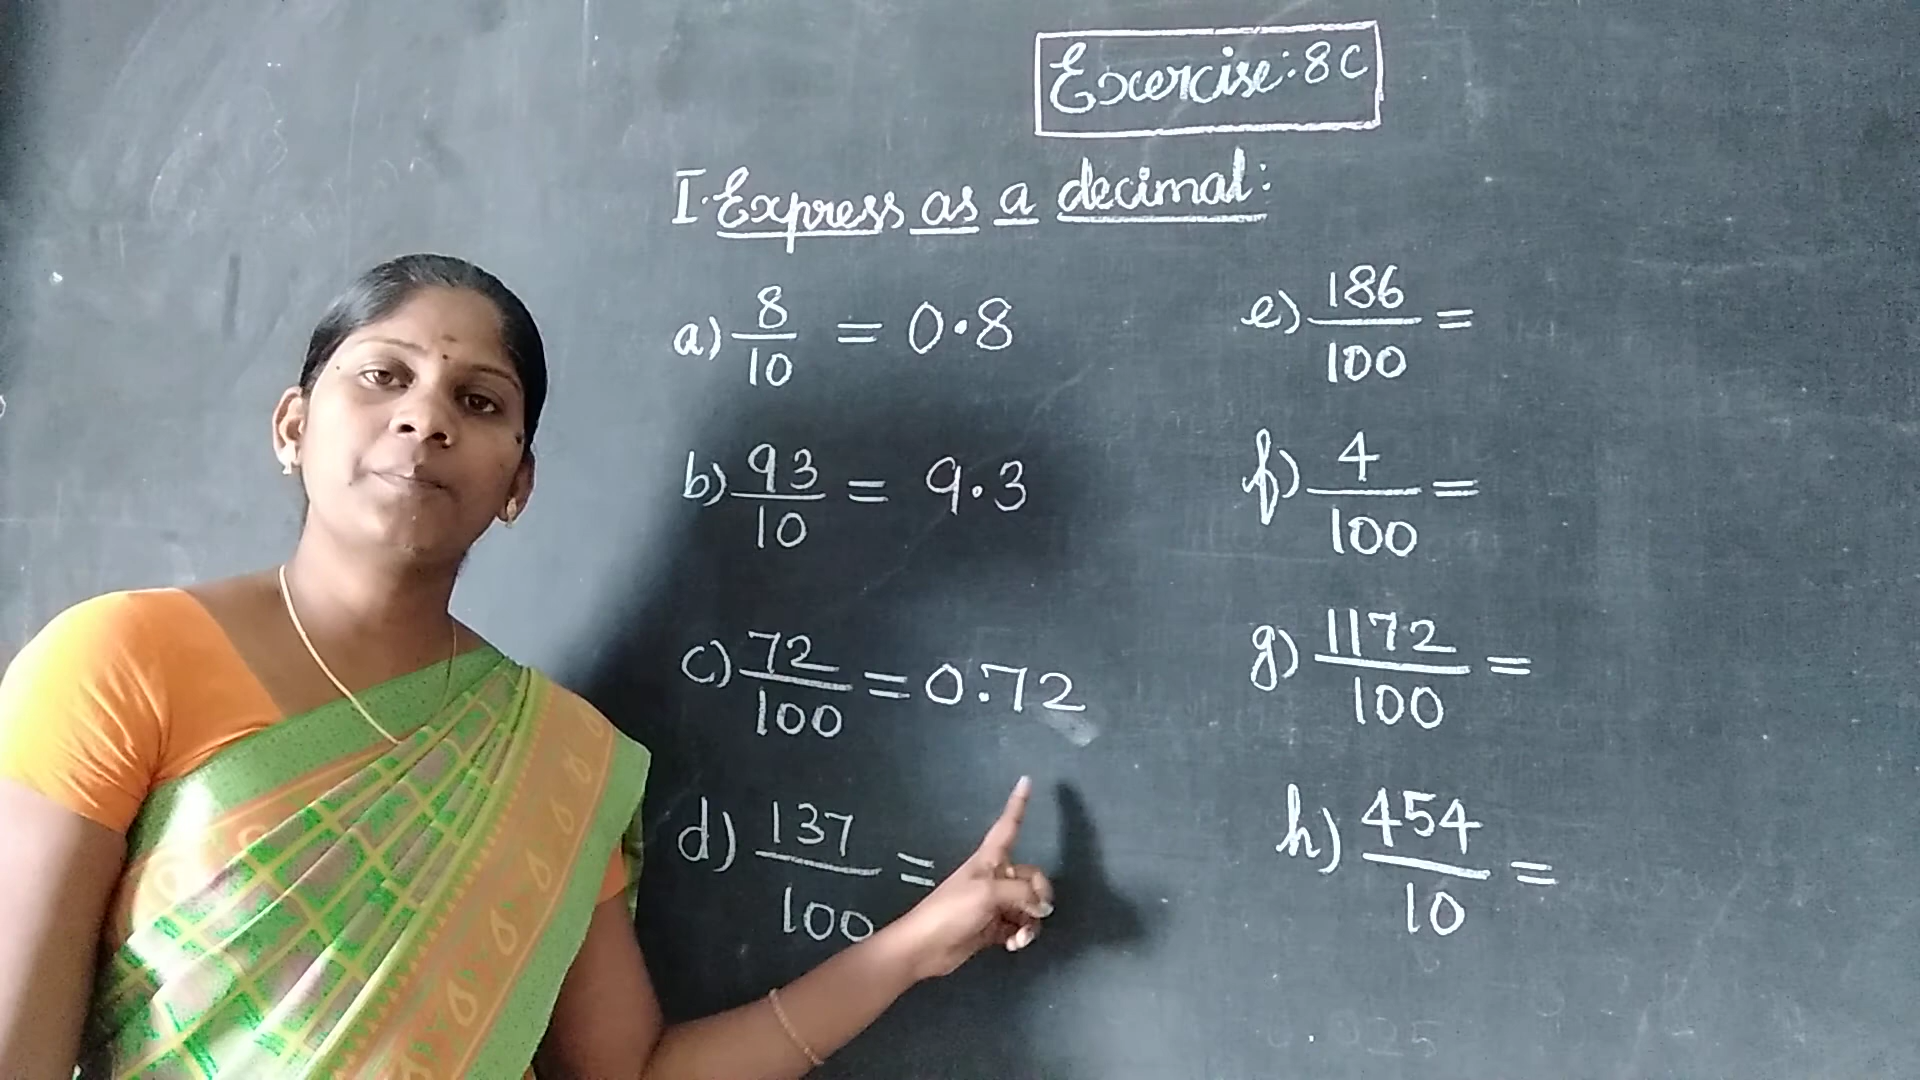 Exercise: 8C
I. Express as a decimal:
a) 8/10 = 0.8
b) 93/10 = 9.3
c) 72/100 = 0.72
d) 137/100 =
e) 186/100 =
f) 4/100 =
g) 1172/100 =
h) 454/10 =